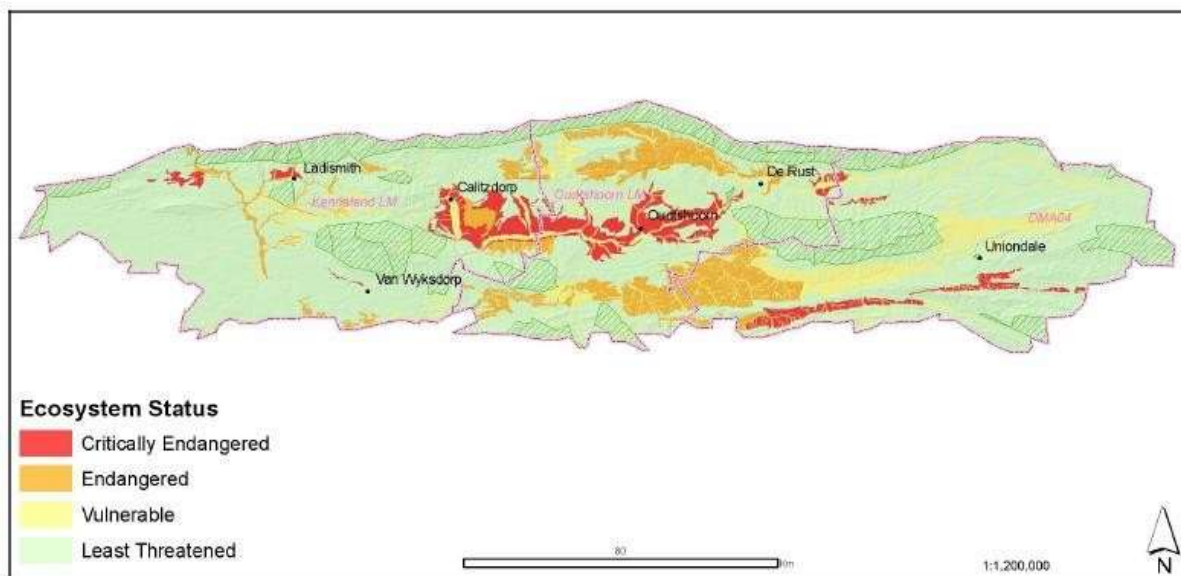 Ladismith
De Rust
Calitzdorp
Kannaland LM
Oudtshoorn LM
Oudtshoorn
DMA04
Uniondale
Van Wyksdorp
Ecosystem Status
Critically Endangered
Endangered
Vulnerable
Least Threatened
80
Km
1:1,200,000
N